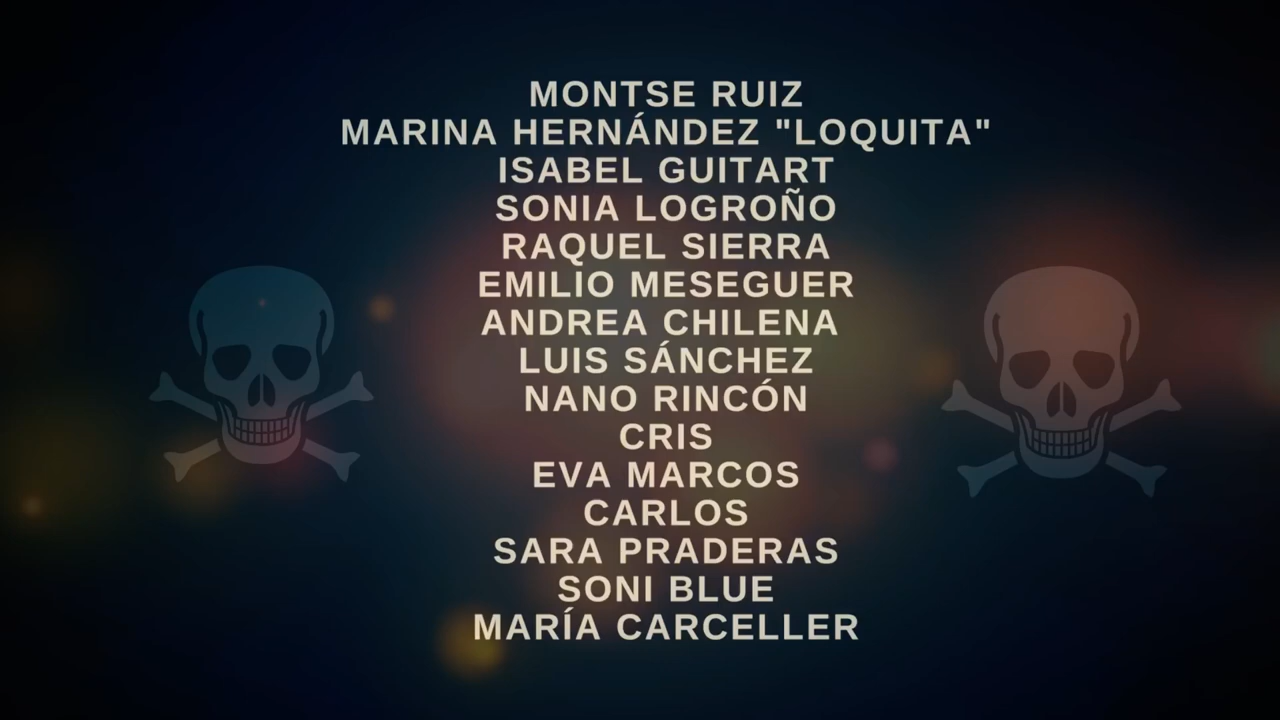 MONTSE RUIZ
MARINA HERNÁNDEZ "LOQUITA"
ISABEL GUITART
SONIA LOGROÑO
RAQUEL SIERRA
EMILIO MESEGUER
ANDREA CHILENA
LUIS SÁNCHEZ
NANO RINCÓN
CRIS
EVA MARCOS
CARLOS
SARA PRADERAS
SONI BLUE
MARÍA CARCELLER